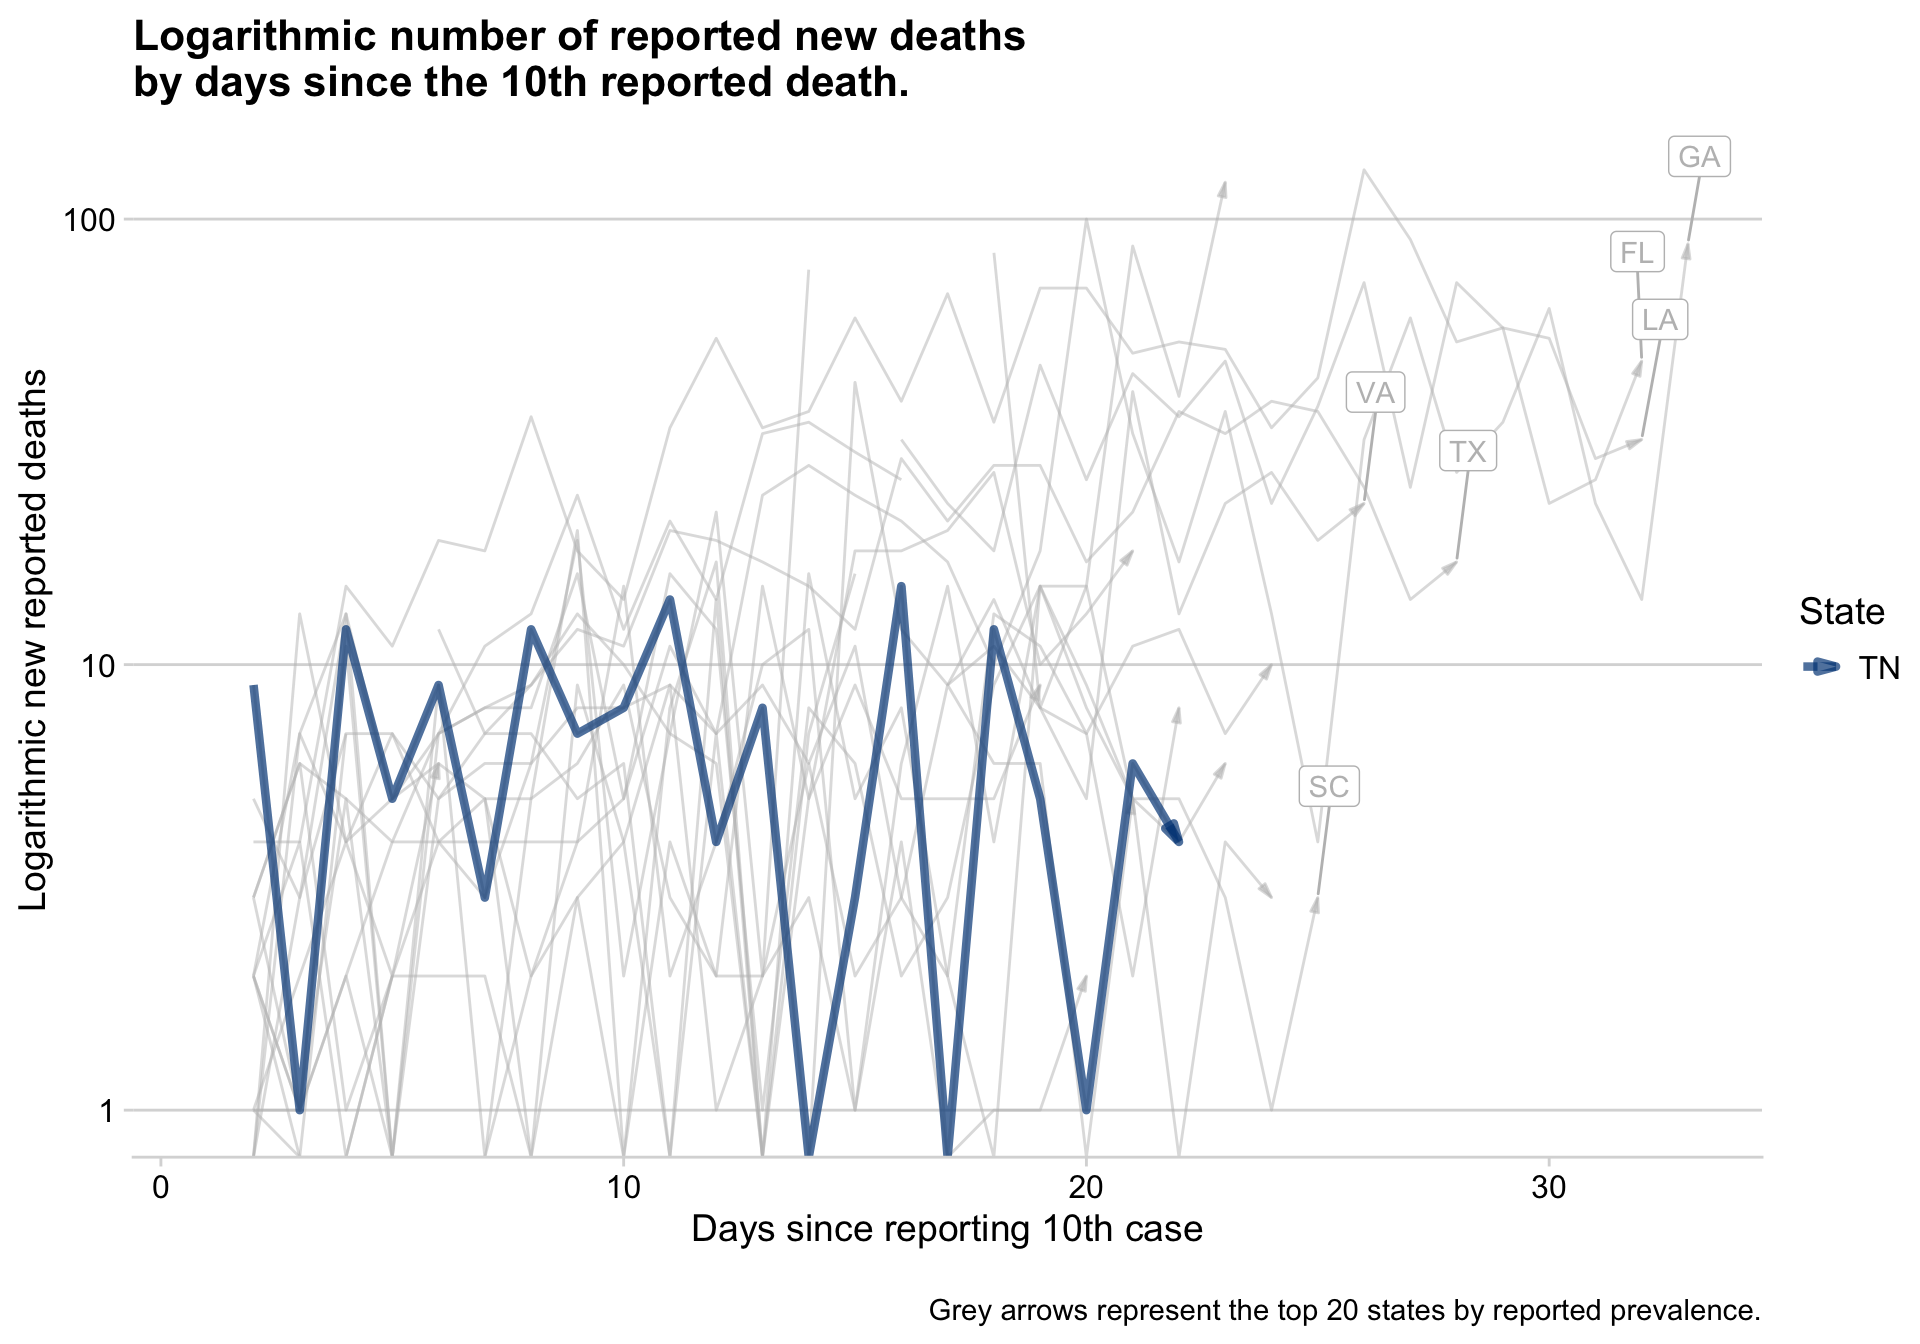 Logarithmic number of reported new deaths
by days since the 10th reported death.
Logarithmic new reported deaths
100
10
1
GA
FL
LA
VA
TX
SC
State
TN
0
10
20
30
Days since reporting 10th case
Grey arrows represent the top 20 states by reported prevalence.